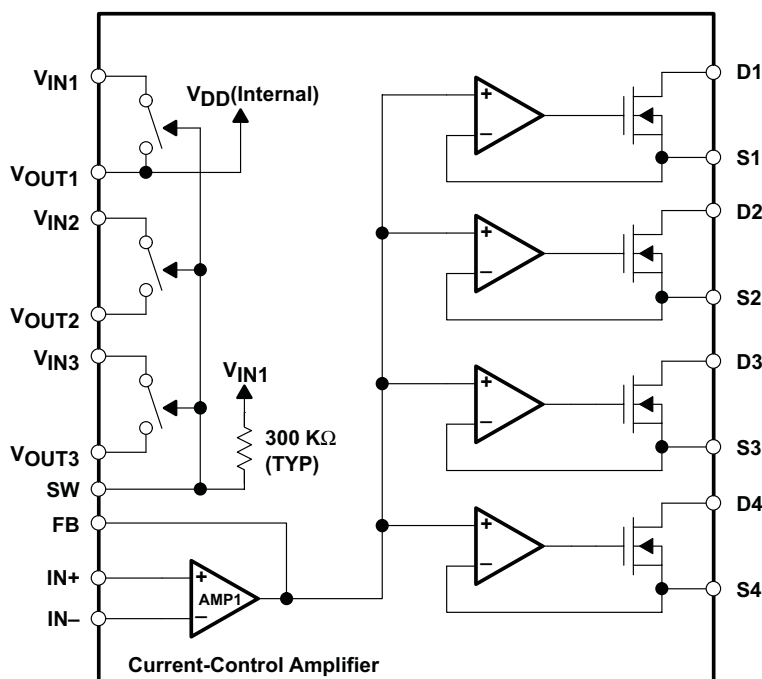 VIN1
VDD(Internal)
VOUT1
VIN2
VOUT2
VIN3
VIN1
300 KΩ
(TYP)
VOUT3
SW
FB
IN+
IN–
+
–
AMP1
Current-Control Amplifier
+
–
D1
S1
+
–
D2
S2
+
–
D3
S3
+
–
D4
S4